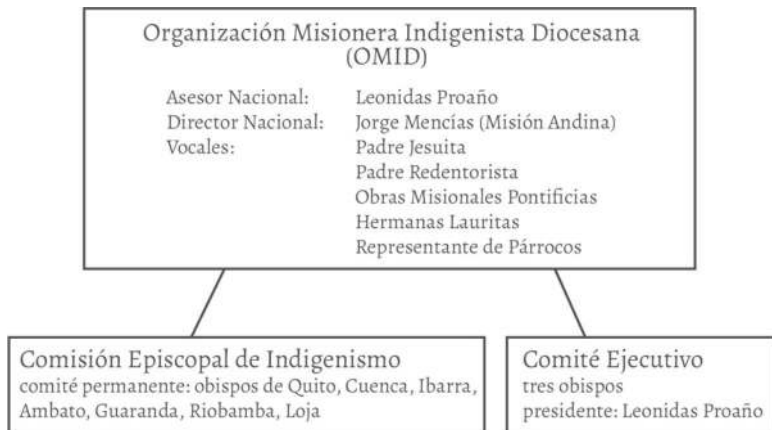 Organización Misionera Indigenista Diocesana
(OMID)
Asesor Nacional: Leonidas Proaño
Director Nacional: Jorge Mencías (Misión Andina)
Vocales: Padre Jesuita
Padre Redentorista
Obras Misionales Pontificias
Hermanas Lauritas
Representante de Párrocos
Comisión Episcopal de Indigenismo
comité permanente: obispos de Quito, Cuenca, Ibarra,
Ambato, Guaranda, Riobamba, Loja
Comité Ejecutivo
tres obispos
presidente: Leonidas Proaño